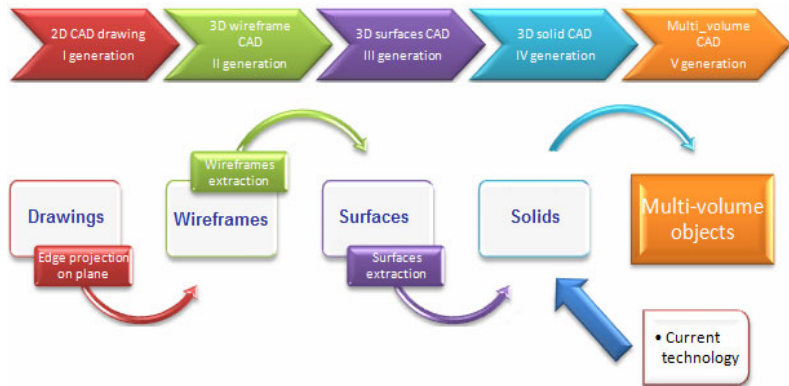 2D CAD drawing
I generation
3D wireframe
CAD
II generation
3D surfaces CAD
III generation
3D solid CAD
IV generation
Multi_volume
CAD
V generation
Wireframes
extraction
Drawings
Wireframes
Surfaces
Solids
Multi-volume
objects
Edge projection
on plane
Surfaces
extraction
• Current
technology